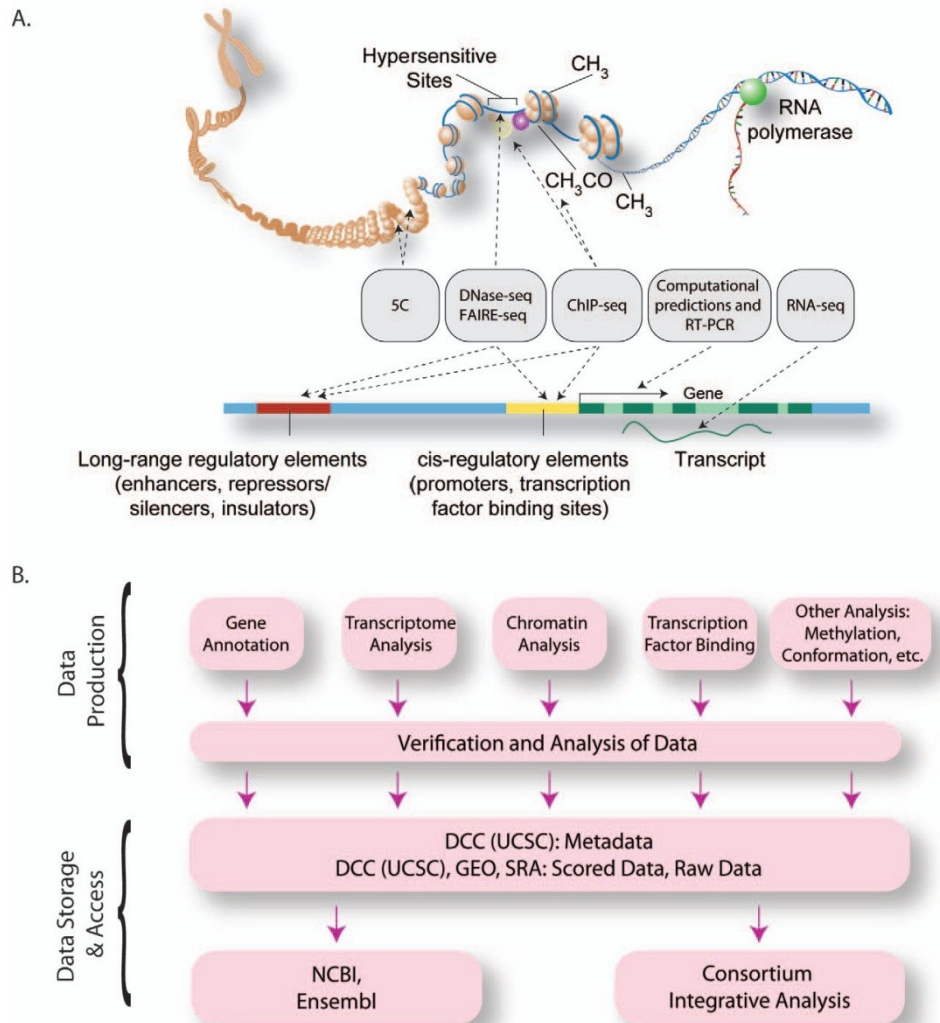 A.
Hypersensitive
Sites
CH₃
RNA
polymerase
CH₃CO
CH₃
5C
DNase-seq
FAIRE-seq
ChIP-seq
Computational
predictions and
RT-PCR
RNA-seq
Gene
Long-range regulatory elements
(enhancers, repressors/
silencers, insulators)
cis-regulatory elements
(promoters, transcription
factor binding sites)
Transcript
B.
Data
Production
Gene
Annotation
Transcriptome
Analysis
Chromatin
Analysis
Transcription
Factor Binding
Other Analysis:
Methylation,
Conformation, etc.
Verification and Analysis of Data
Data Storage
& Access
DCC (UCSC): Metadata
DCC (UCSC), GEO, SRA: Scored Data, Raw Data
NCBI,
Ensembl
Consortium
Integrative Analysis